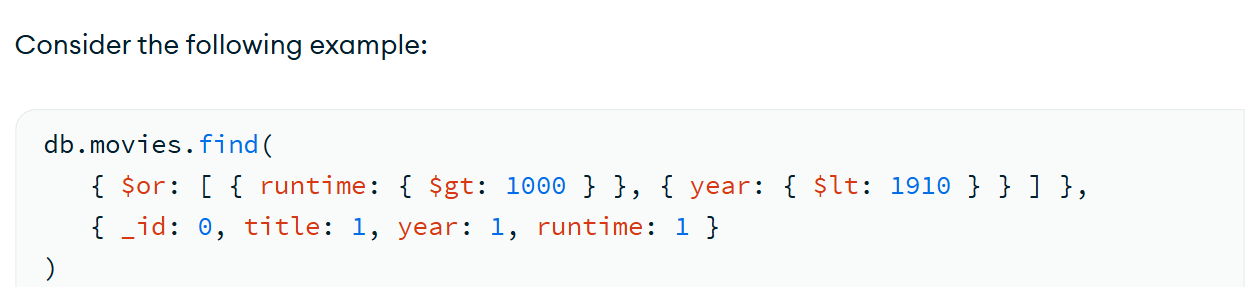 Consider the following example:
db.movies.find(
{ $or: [ { runtime: { $gt: 1000 } }, { year: { $lt: 1910 } } ] },
{ _id: 0, title: 1, year: 1, runtime: 1 }
)